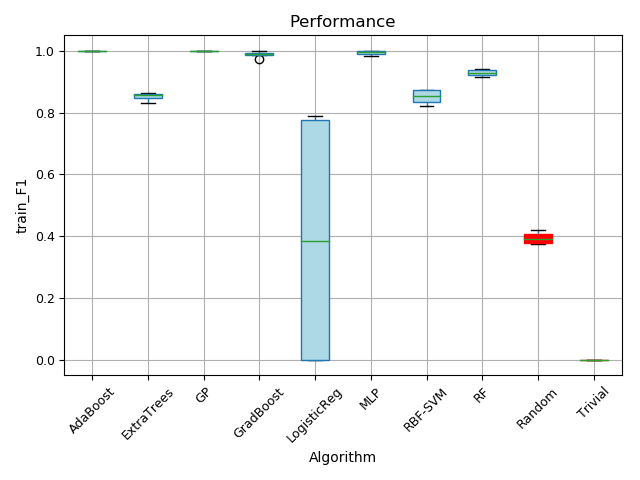 Performance
train_F1
1.0
0.8
0.6
0.4
0.2
0.0
AdaBoost
ExtraTrees
GP
GradBoost
LogisticReg
MLP
RBF-SVM
RF
Random
Trivial
Algorithm